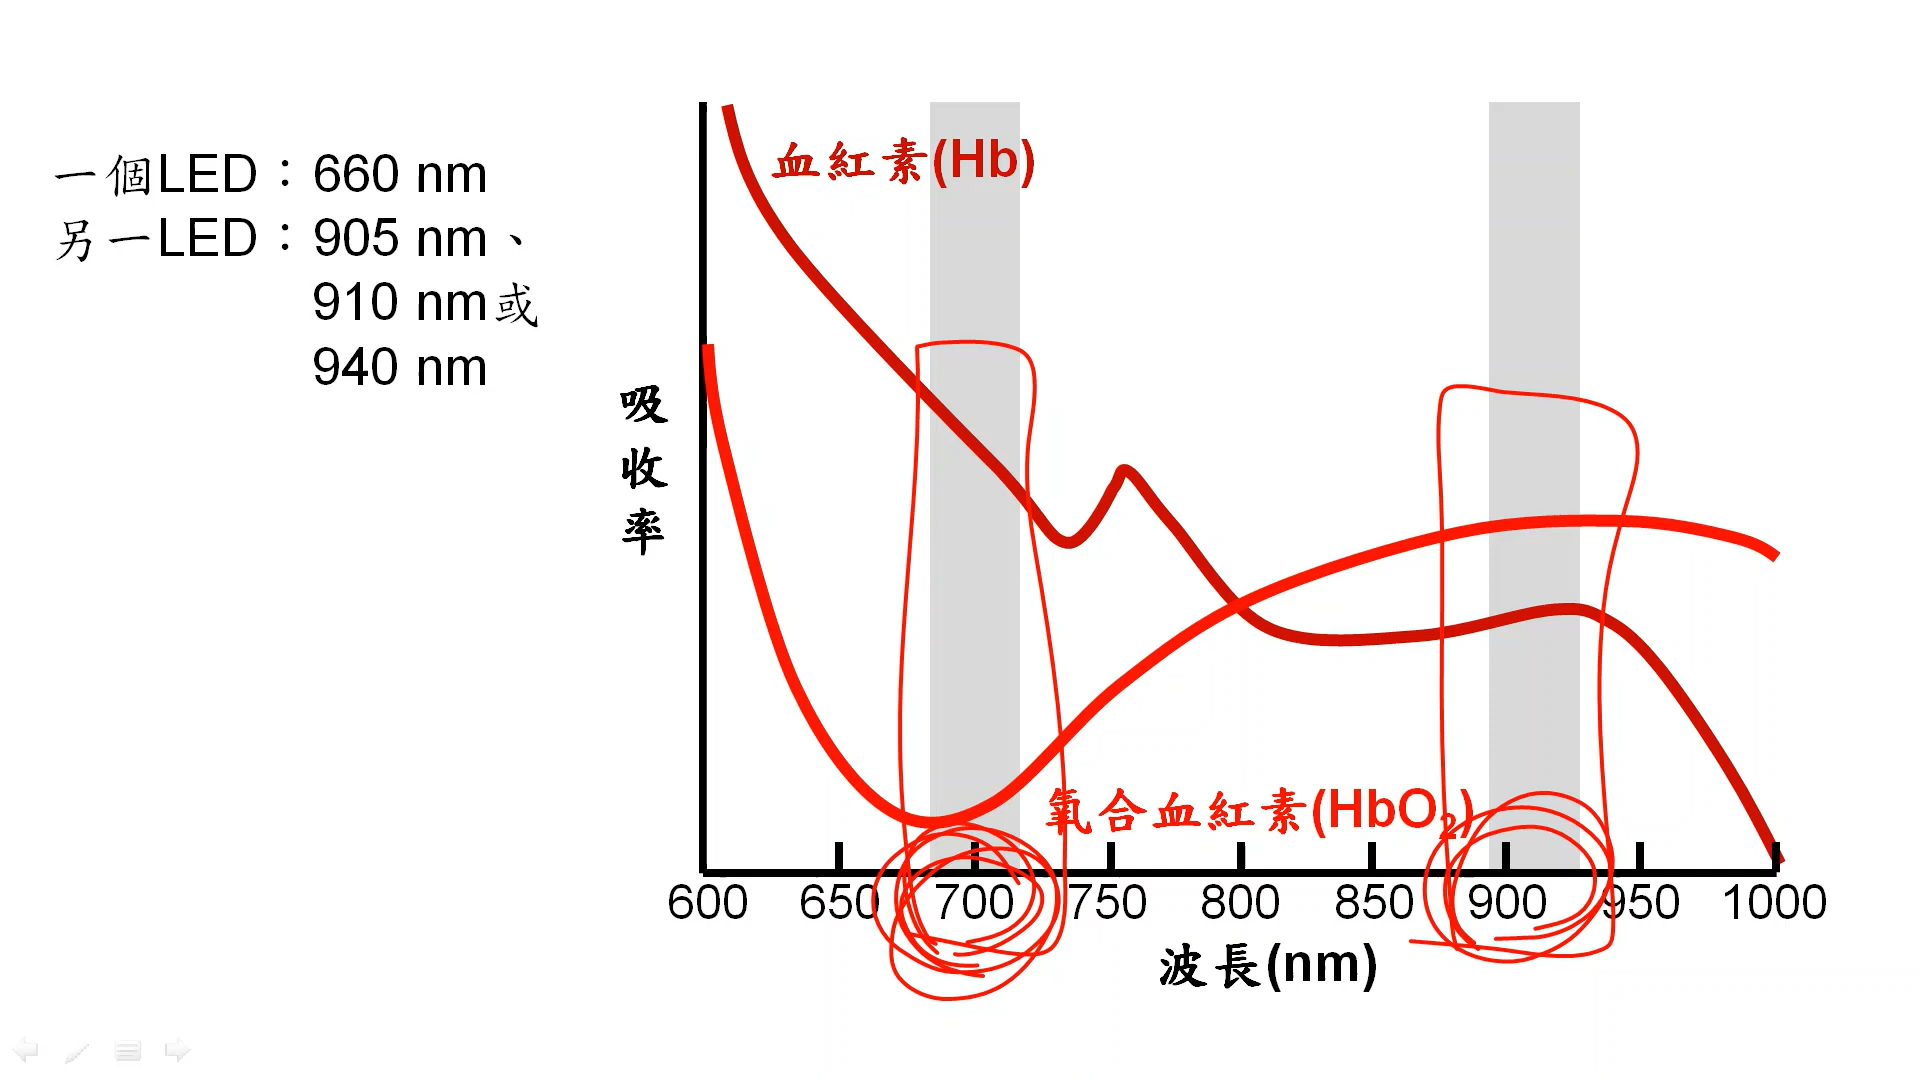 一個LED：660 nm
另一LED：905 nm、
910 nm或
940 nm
血紅素(Hb)
吸
收
率
氧合血紅素(HbO₂)
600 650 700 750 800 850 900 950 1000
波長(nm)